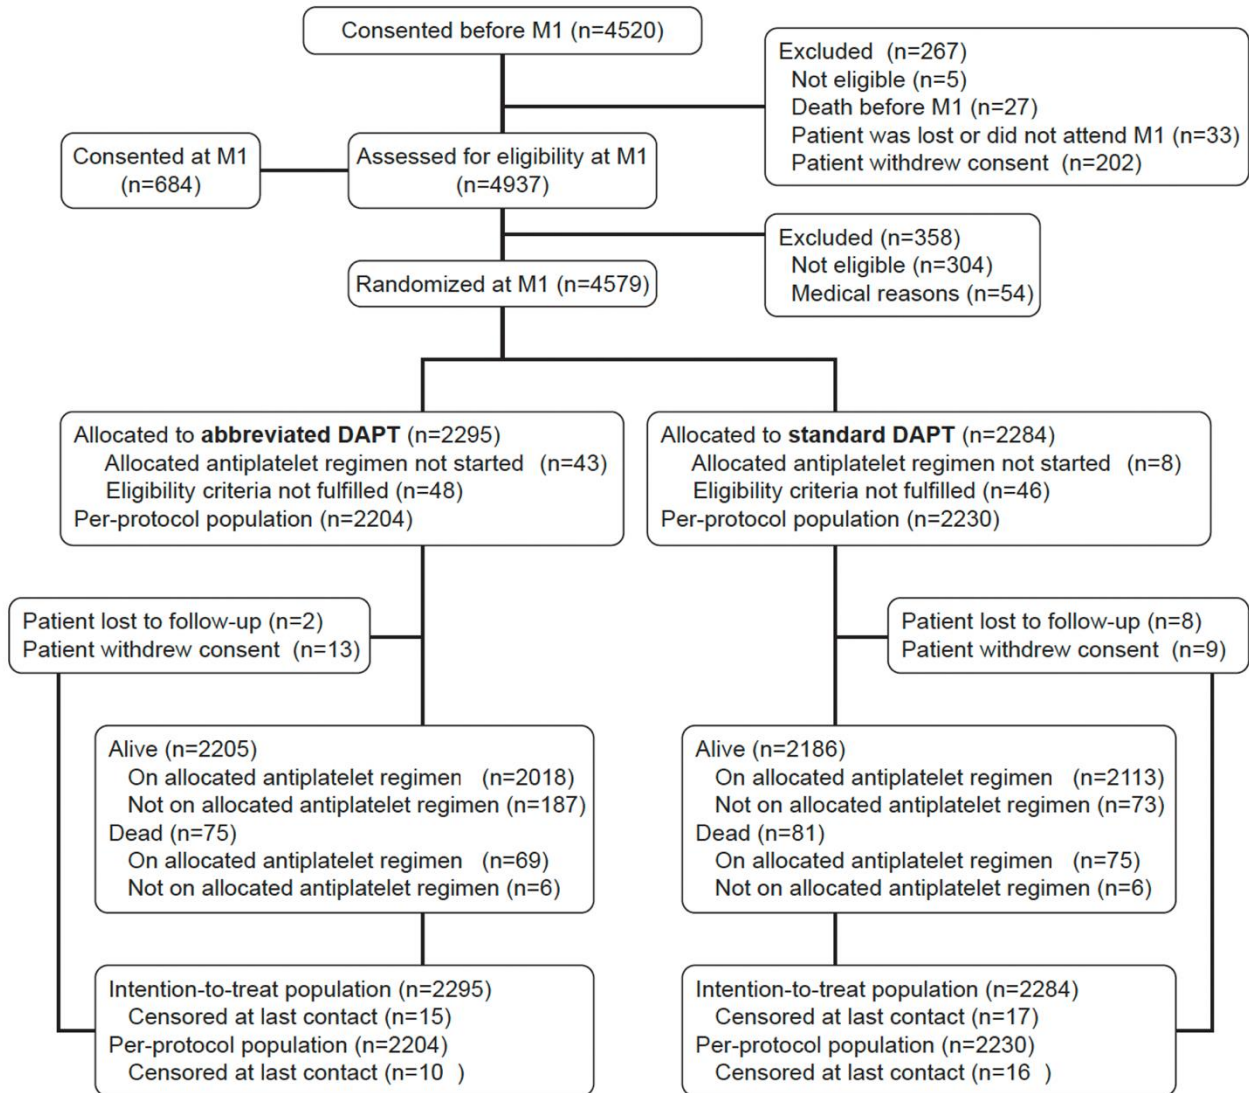 Consented before M1 (n=4520)
Excluded (n=267)
Not eligible (n=5)
Death before M1 (n=27)
Patient was lost or did not attend M1 (n=33)
Patient withdrew consent (n=202)
Consented at M1
(n=684)
Assessed for eligibility at M1
(n=4937)
Excluded (n=358)
Not eligible (n=304)
Medical reasons (n=54)
Randomized at M1 (n=4579)
Allocated to abbreviated DAPT (n=2295)
Allocated antiplatelet regimen not started (n=43)
Eligibility criteria not fulfilled (n=48)
Per-protocol population (n=2204)
Allocated to standard DAPT (n=2284)
Allocated antiplatelet regimen not started (n=8)
Eligibility criteria not fulfilled (n=46)
Per-protocol population (n=2230)
Patient lost to follow-up (n=2)
Patient withdrew consent (n=13)
Patient lost to follow-up (n=8)
Patient withdrew consent (n=9)
Alive (n=2205)
On allocated antiplatelet regimen (n=2018)
Not on allocated antiplatelet regimen (n=187)
Dead (n=75)
On allocated antiplatelet regimen (n=69)
Not on allocated antiplatelet regimen (n=6)
Alive (n=2186)
On allocated antiplatelet regimen (n=2113)
Not on allocated antiplatelet regimen (n=73)
Dead (n=81)
On allocated antiplatelet regimen (n=75)
Not on allocated antiplatelet regimen (n=6)
Intention-to-treat population (n=2295)
Censored at last contact (n=15)
Per-protocol population (n=2204)
Censored at last contact (n=10 )
Intention-to-treat population (n=2284)
Censored at last contact (n=17)
Per-protocol population (n=2230)
Censored at last contact (n=16 )